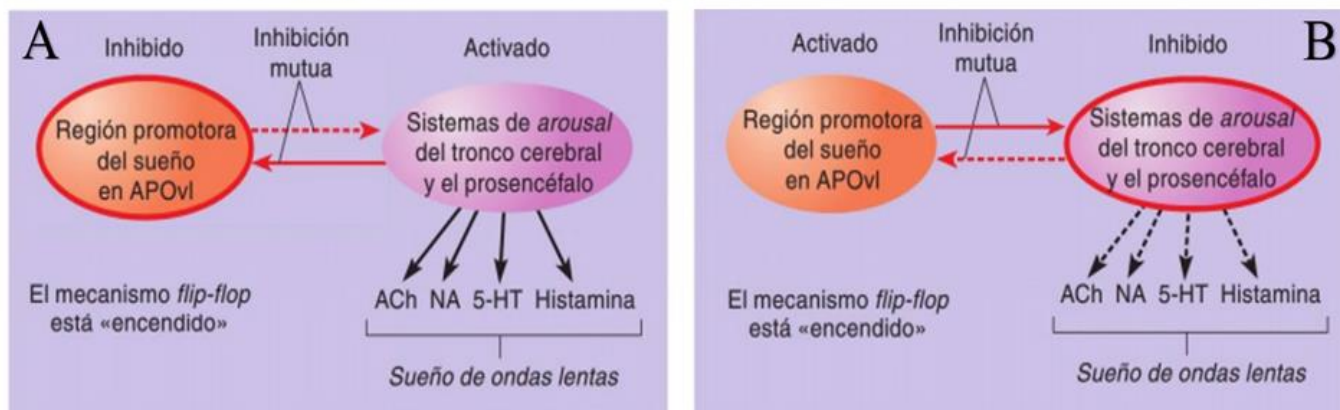 A
Inhibido
Inhibición
mutua
Activado
Región promotora
del sueño
en APOvl
Sistemas de arousal
del tronco cerebral
y el prosencéfalo
El mecanismo flip-flop
está «encendido»
ACh NA 5-HT Histamina
Sueño de ondas lentas
B
Activado
Inhibición
mutua
Inhibido
Región promotora
del sueño
en APOvl
Sistemas de arousal
del tronco cerebral
y el prosencéfalo
El mecanismo flip-flop
está «encendido»
ACh NA 5-HT Histamina
Sueño de ondas lentas